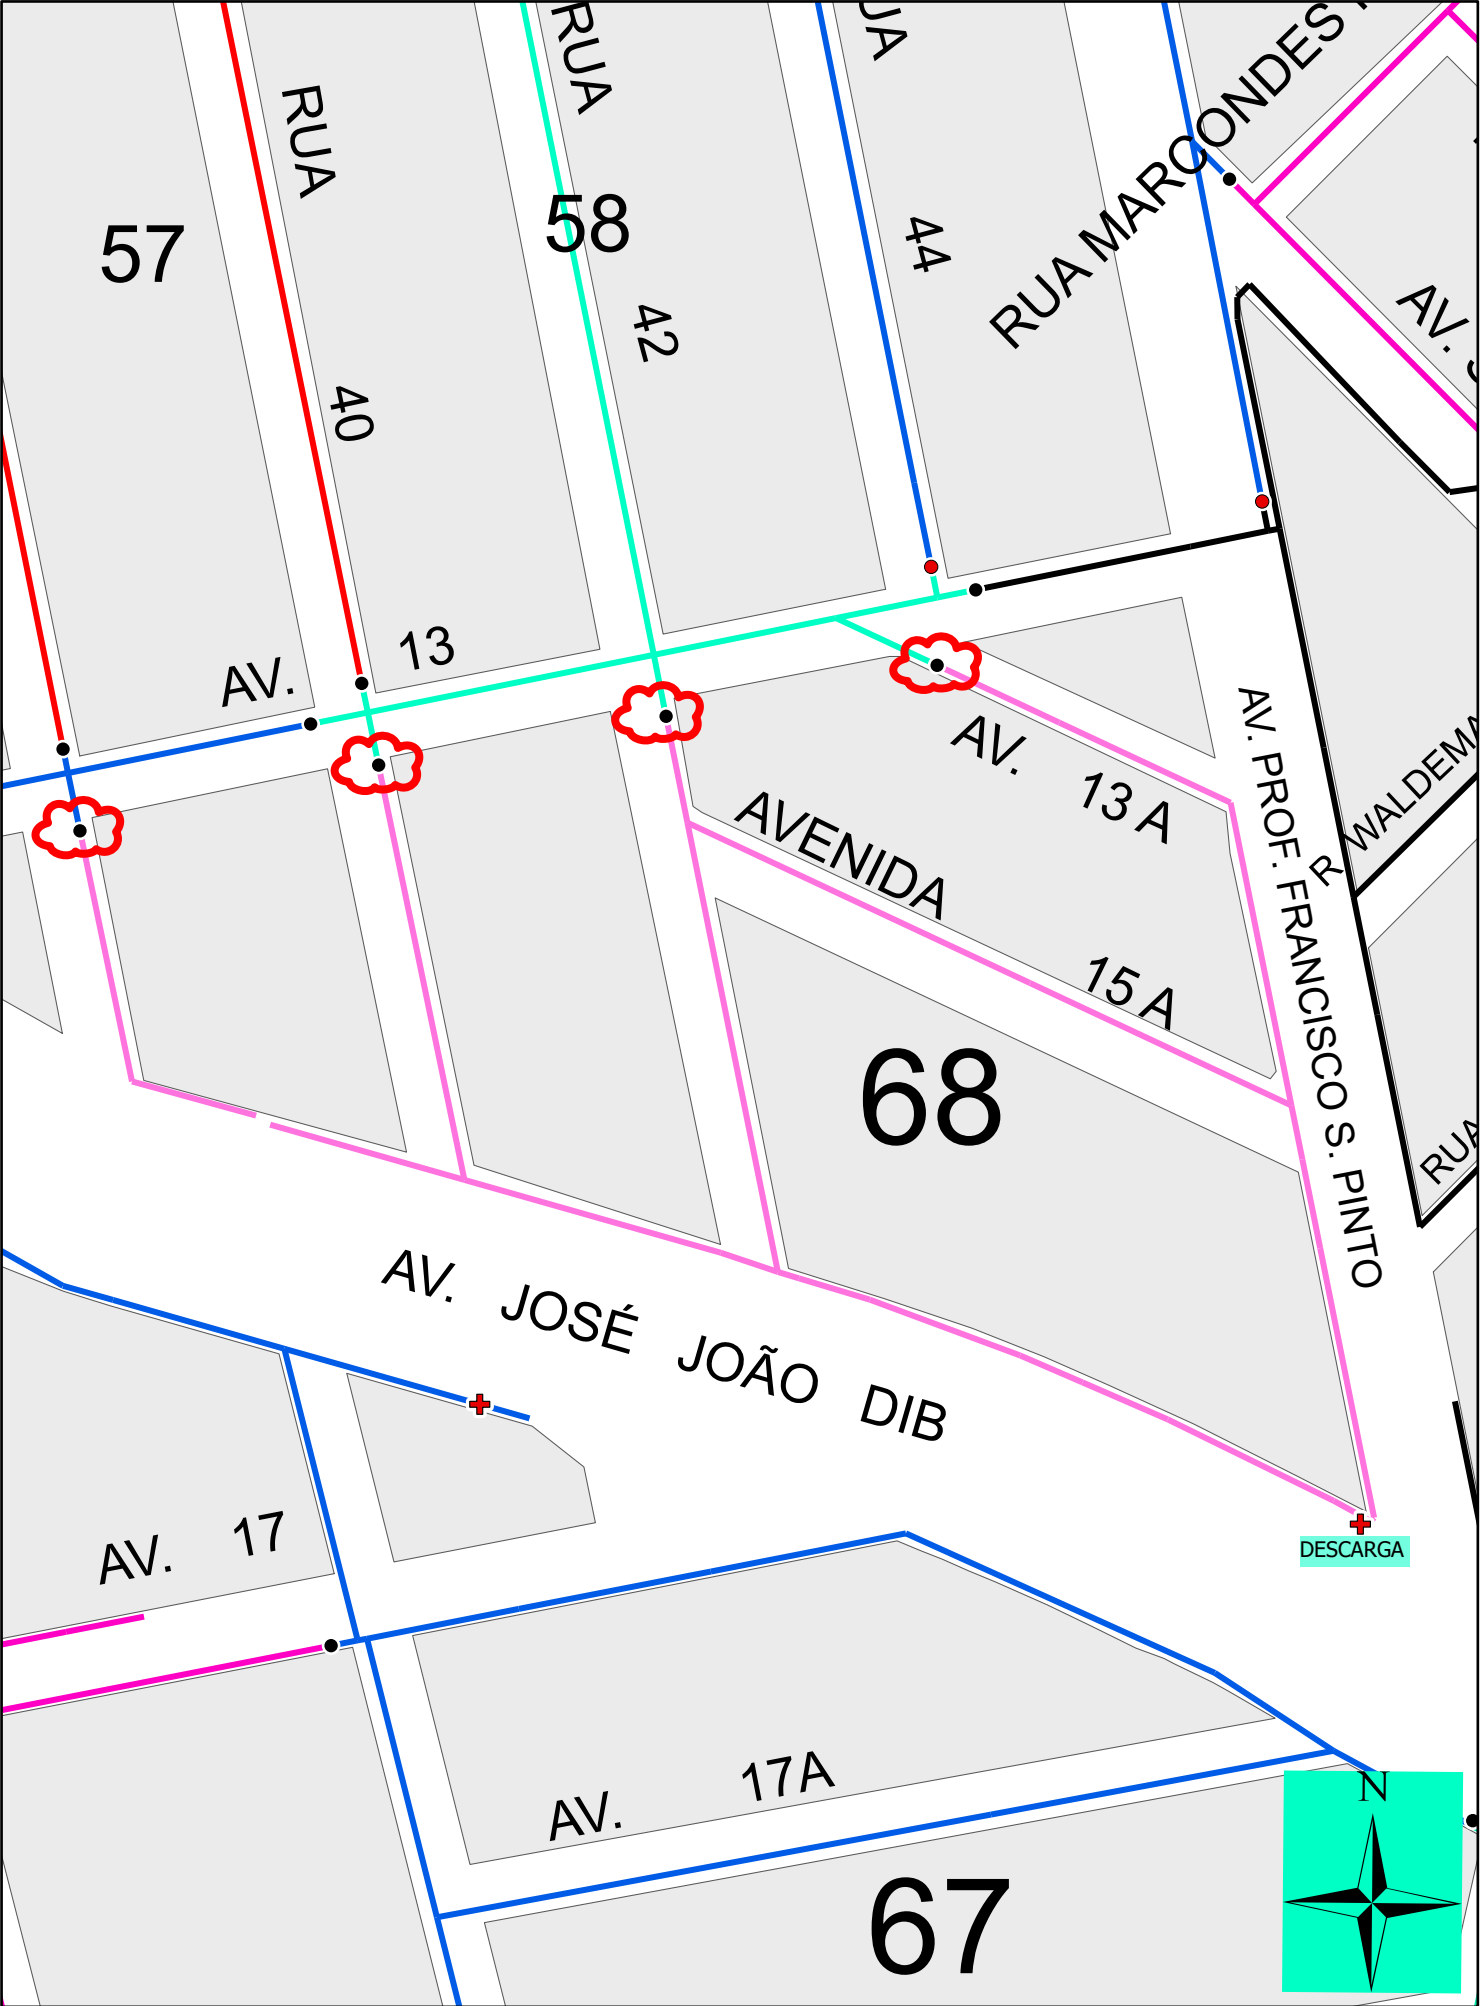 RUA
RUA
RUA MARCONDES
57
58
44
42
AV.
40
13
AV.
AV. PROF. FRANCISCO S. PINTO
AV. 13 A
R WALDEM
AVENIDA 15 A
68
RUA
AV. JOSÉ JOÃO DIB
AV. 17
DESCARGA
AV. 17A
N
67